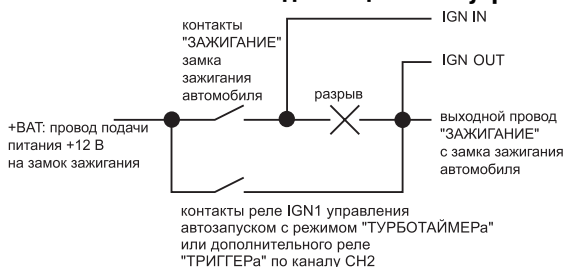 IGN IN
контакты
"ЗАЖИГАНИЕ"
замка
зажигания
автомобиля
IGN OUT
разрыв
+BAT: провод подачи
питания +12 В
на замок зажигания
выходной провод
"ЗАЖИГАНИЕ"
с замка зажигания
автомобиля
контакты реле IGN1 управления
автозапуском с режимом "ТУРБОТАЙМЕРа"
или дополнительного реле
"ТРИГГЕРа" по каналу CH2